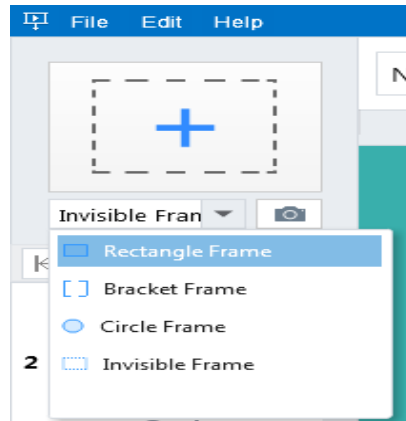 File Edit Help
N
Invisible Fran
Rectangle Frame
Bracket Frame
Circle Frame
2 Invisible Frame